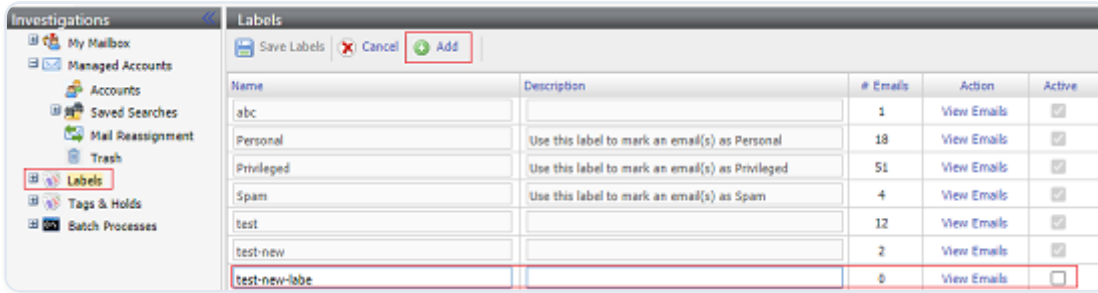 Investigations
My Mailbox
Managed Accounts
Accounts
Saved Searches
Mail Reassignment
Trash
Labels
Tags & Holds
Batch Processes
Labels
Save Labels Cancel Add
Name Description # Emails Action Active
abc 1 View Emails
Personal Use this label to mark an email(s) as Personal 18 View Emails
Privileged Use this label to mark an email(s) as Privileged 51 View Emails
Spam Use this label to mark an email(s) as Spam 4 View Emails
test 12 View Emails
test-new 2 View Emails
test-new-labe 0 View Emails